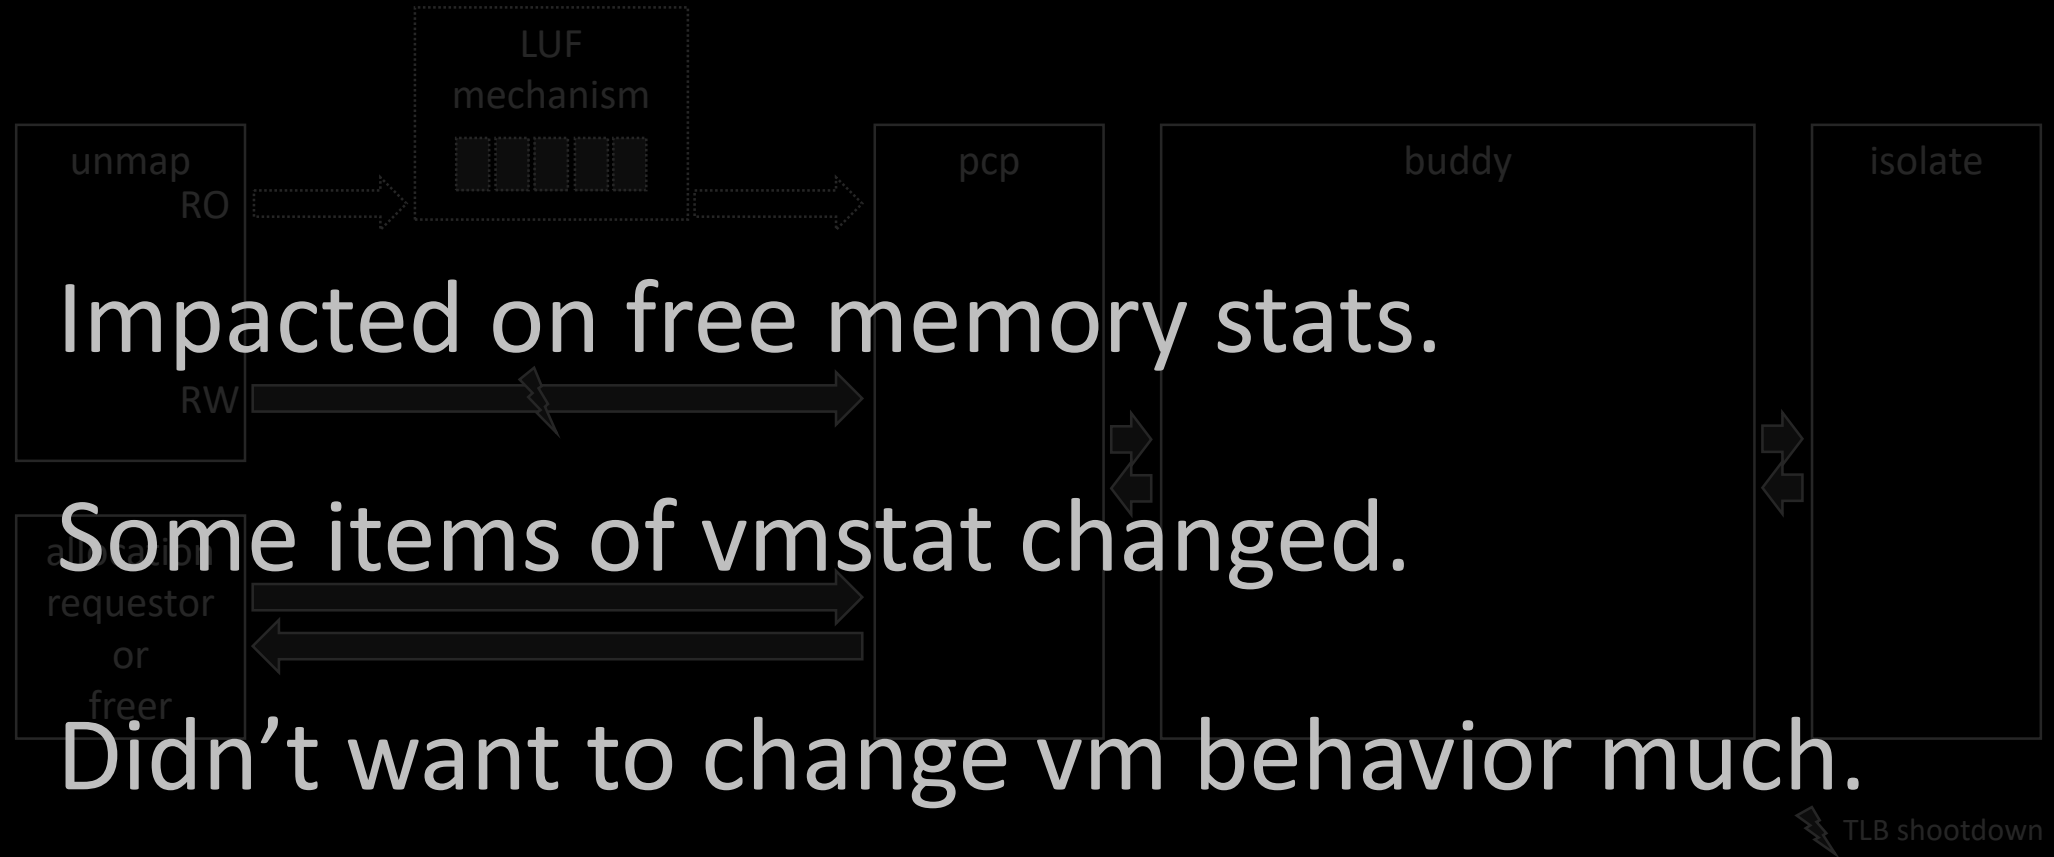 LUF
mechanism
unmap
RO
pcp
buddy
isolate
Impacted on free memory stats.
RW
Some items of vmstat changed.
allocation
requestor
or
freer
Didn’t want to change vm behavior much.
TLB shootdown